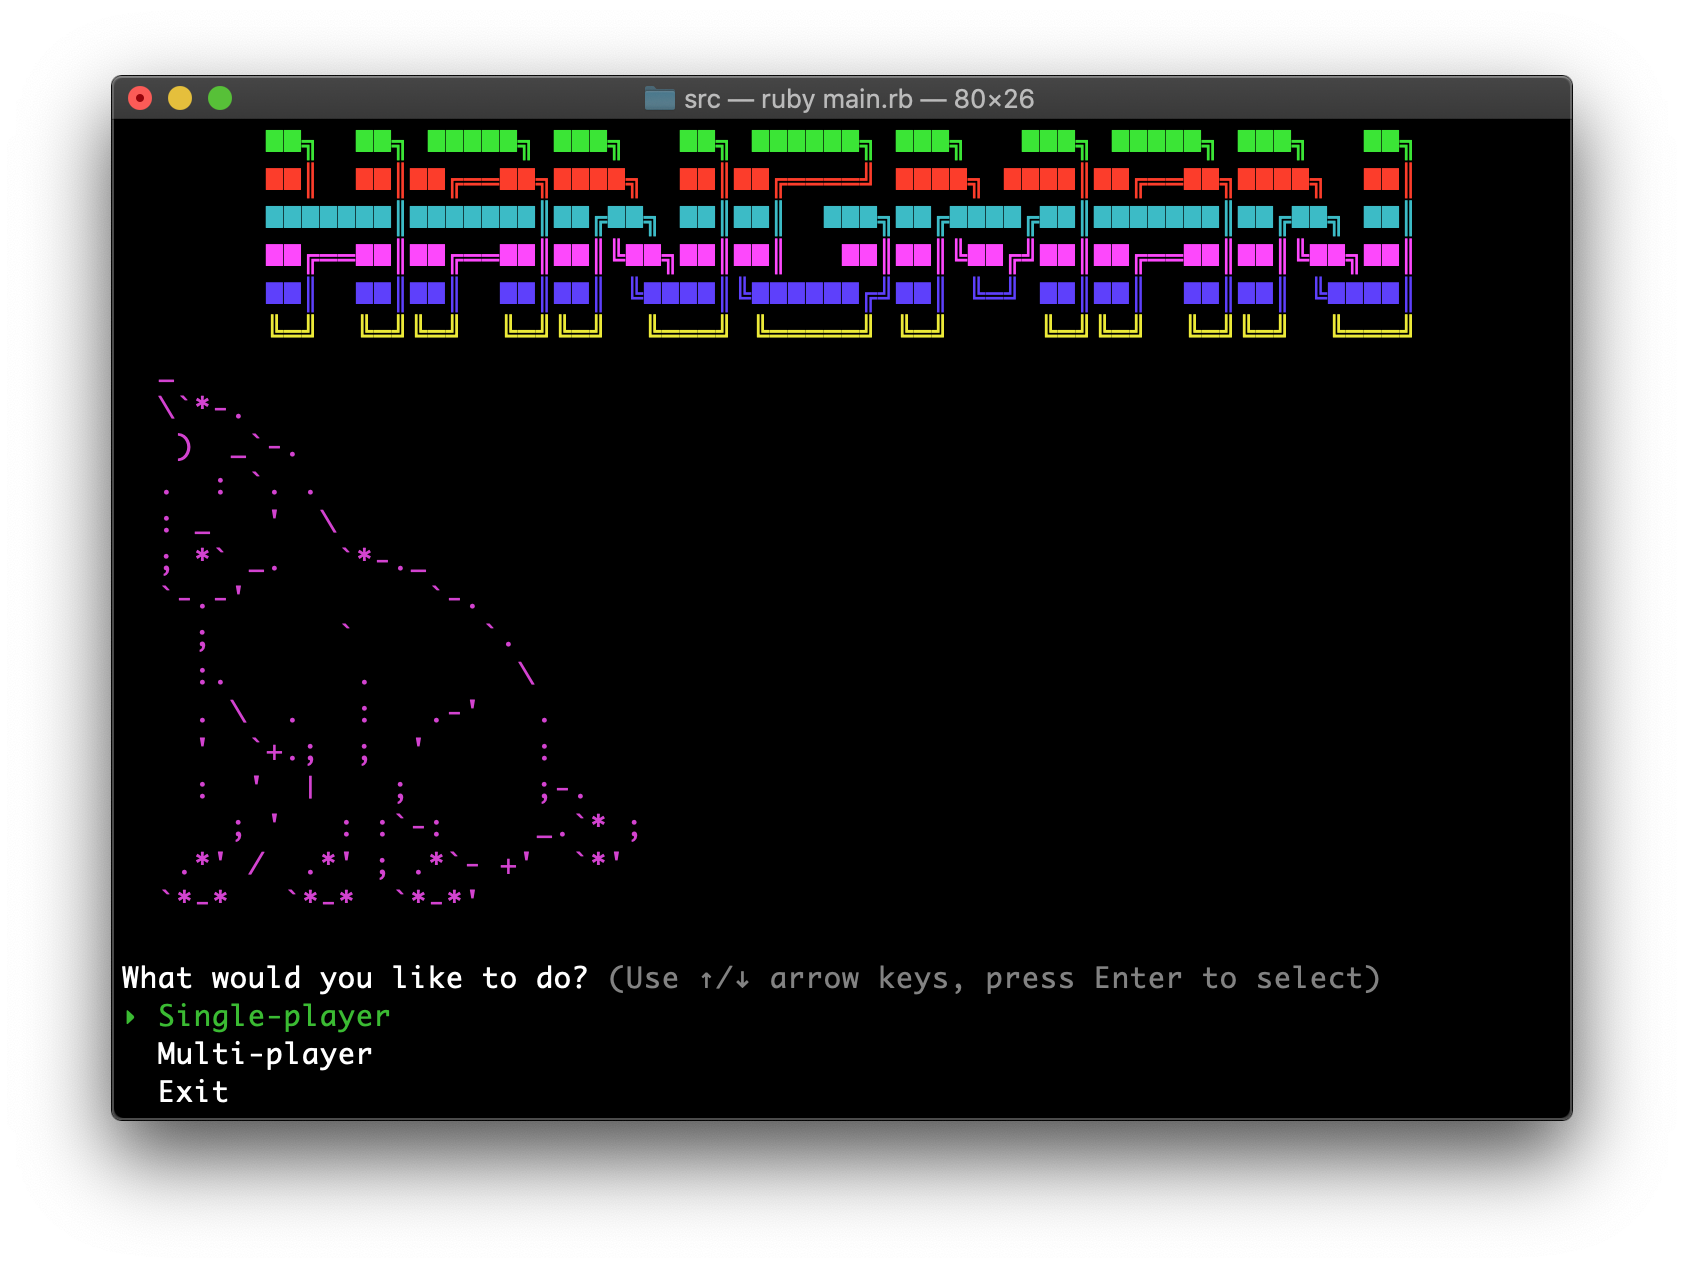 src — ruby main.rb — 80×26
HANGMAN
What would you like to do? (Use ↑/↓ arrow keys, press Enter to select)
‣ Single-player
Multi-player
Exit